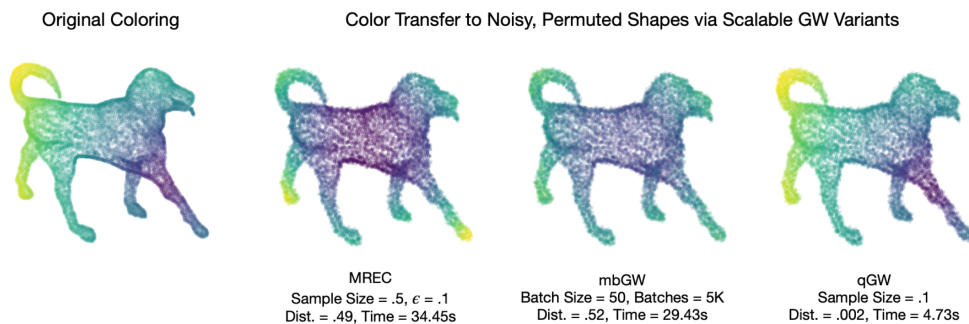 Original Coloring
Color Transfer to Noisy, Permuted Shapes via Scalable GW Variants
MREC
Sample Size = .5, ϵ = .1
Dist. = .49, Time = 34.45s
mbGW
Batch Size = 50, Batches = 5K
Dist. = .52, Time = 29.43s
qGW
Sample Size = .1
Dist. = .002, Time = 4.73s